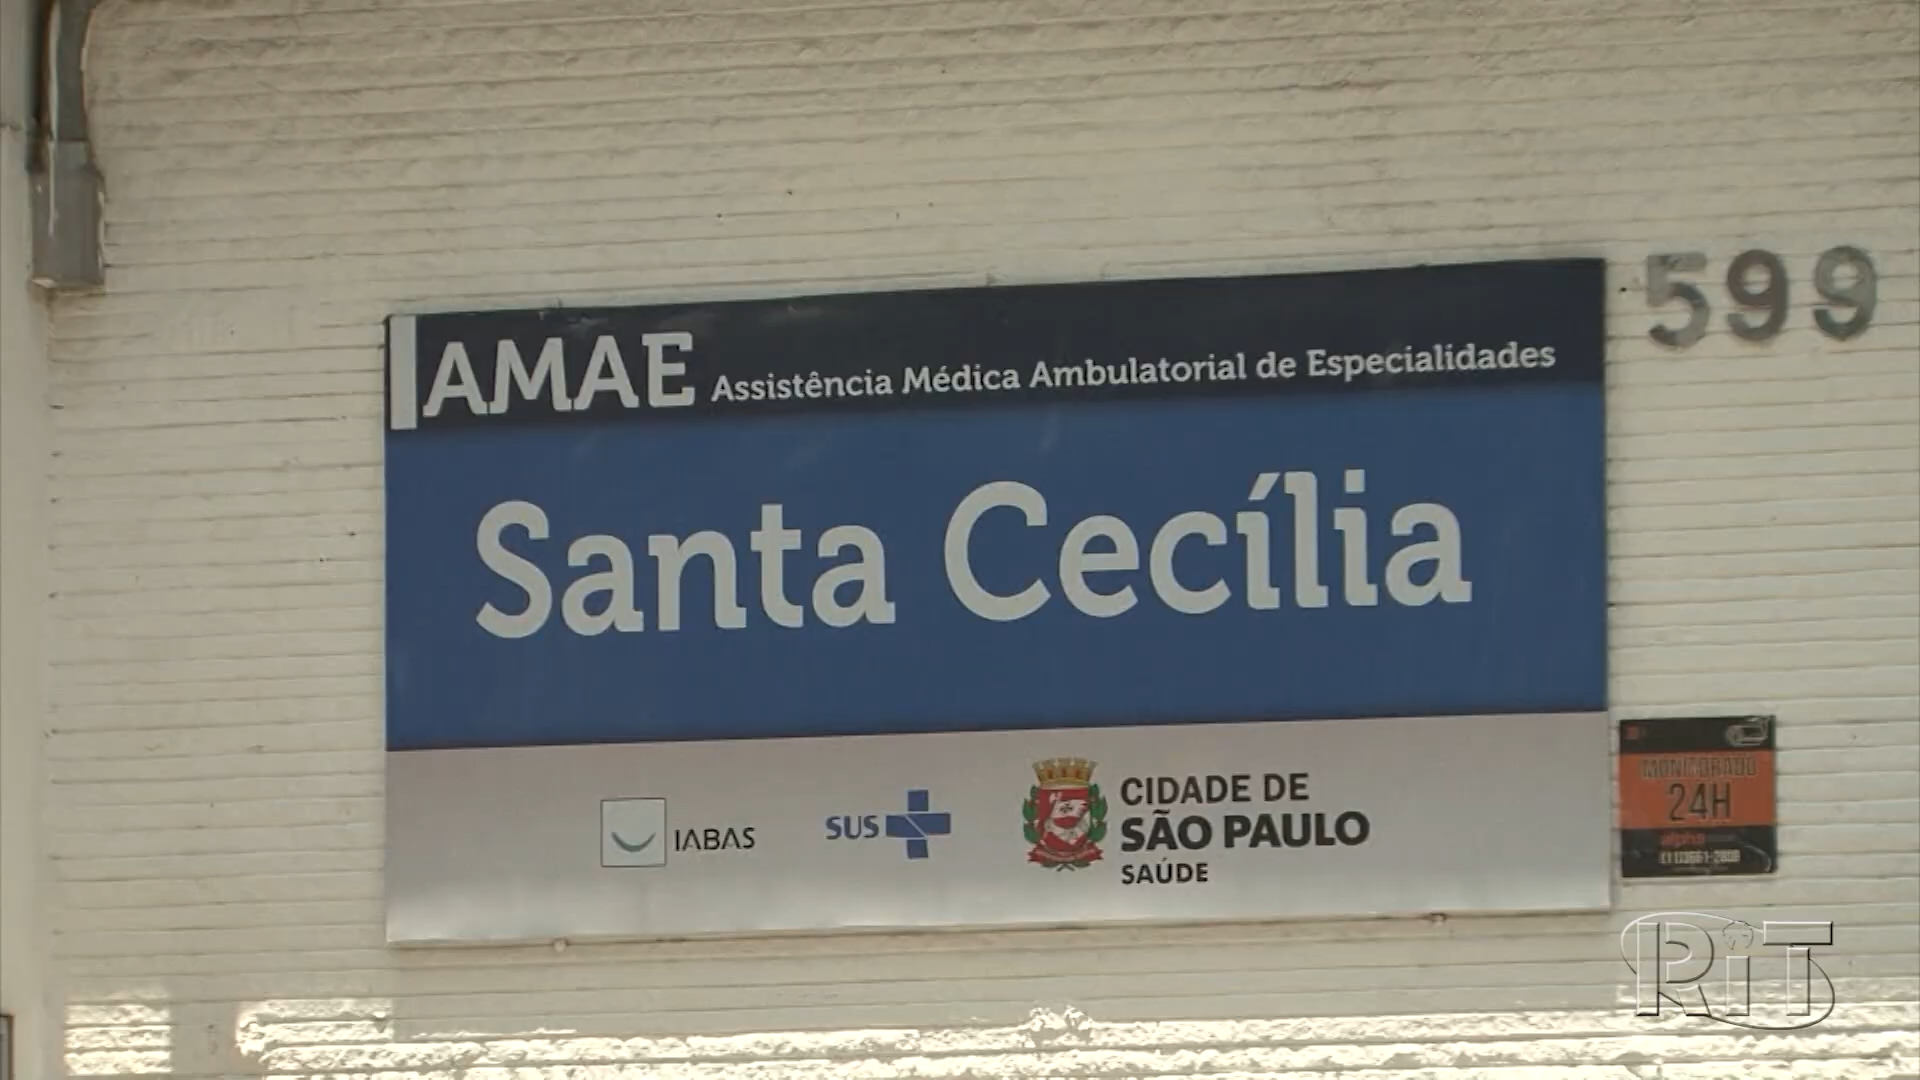 599
AMAE Assistência Médica Ambulatorial de Especialidades
Santa Cecília
IABAS
SUS
CIDADE DE
SÃO PAULO
SAÚDE
MONITORADO
24H
alpha
RiT